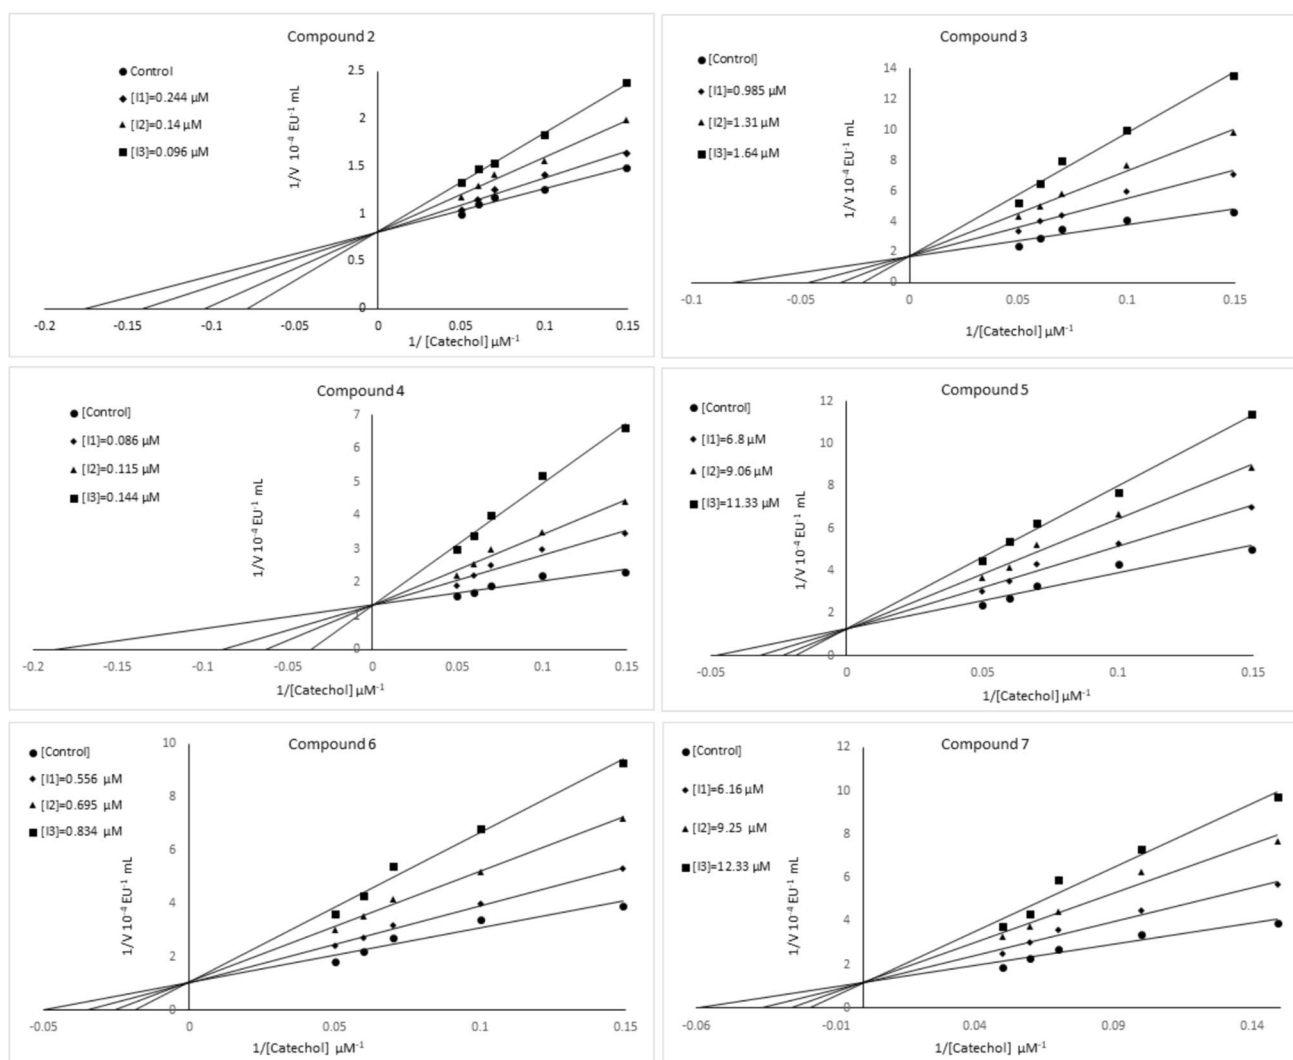 Compound 2
Control
[I1]=0.244 µM
[I2]=0.14 µM
[I3]=0.096 µM
1/V 10⁻⁴ EU⁻¹ mL
2.5
2
1.5
1
0.5
0
-0.2 -0.15 -0.1 -0.05 0 0.05 0.1 0.15
1/ [Catechol] µM⁻¹
Compound 3
[Control]
[I1]=0.985 µM
[I2]=1.31 µM
[I3]=1.64 µM
1/V 10⁻⁴ EU⁻¹ mL
14
12
10
8
6
4
2
0
-0.1 -0.05 0 0.05 0.1 0.15
1/[Catechol] µM⁻¹
Compound 4
[Control]
[I1]=0.086 µM
[I2]=0.115 µM
[I3]=0.144 µM
1/V 10⁻⁴ EU⁻¹ mL
7
6
5
4
3
2
1
0
-0.2 -0.15 -0.1 -0.05 0 0.05 0.1 0.15
1/[Catechol] µM⁻¹
Compound 5
[Control]
[I1]=6.8 µM
[I2]=9.06 µM
[I3]=11.33 µM
1/V 10⁻⁴ EU⁻¹ mL
12
10
8
6
4
2
0
-0.05 0 0.05 0.1 0.15
1/[Catechol] µM⁻¹
Compound 6
[Control]
[I1]=0.556 µM
[I2]=0.695 µM
[I3]=0.834 µM
1/V 10⁻⁴ EU⁻¹ mL
10
8
6
4
2
0
-0.05 0 0.05 0.1 0.15
1/[Catechol] µM⁻¹
Compound 7
[Control]
[I1]=6.16 µM
[I2]=9.25 µM
[I3]=12.33 µM
1/V 10⁻⁴ EU⁻¹ mL
12
10
8
6
4
2
0
-0.06 -0.01 0.04 0.09 0.14
1/[Catechol] µM⁻¹